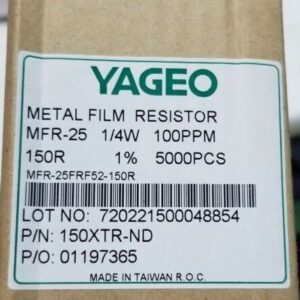 YAGEO
METAL FILM RESISTOR
MFR-25 1/4W 100PPM
150R 1% 5000PCS
MFR-25FRF52-150R
LOT NO: 720221500048854
P/N: 150XTR-ND
P/O: 01197365
MADE IN TAIWAN R.O.C.